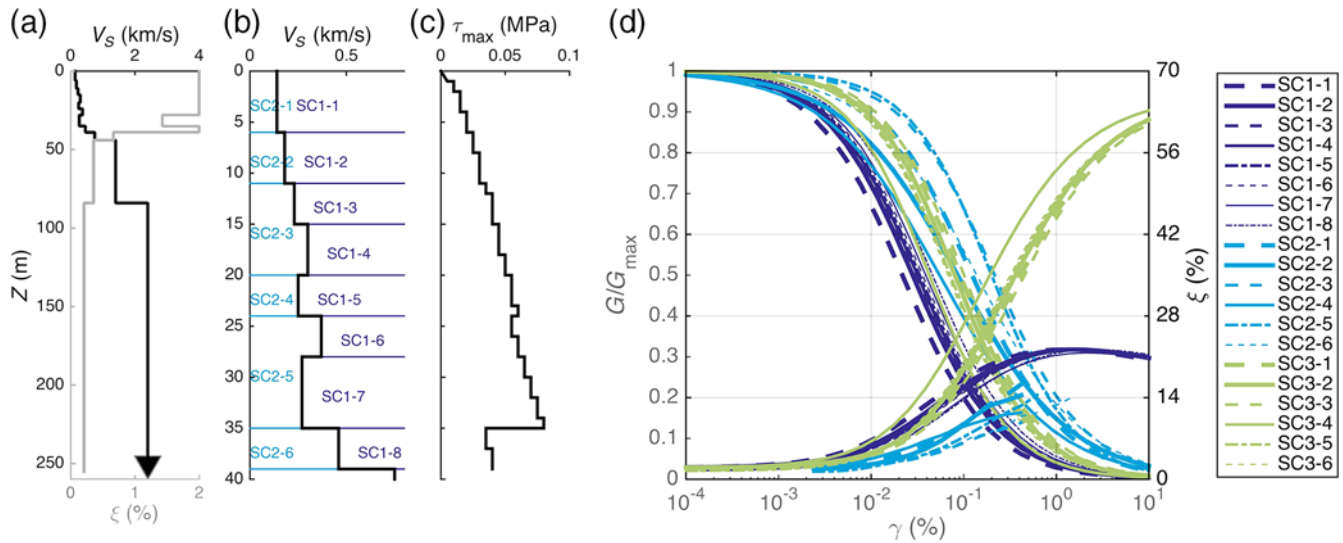 (a)
V_S (km/s)
0 2 4
Z (m)
0
50
100
150
200
250
0 1 2
ξ (%)
(b)
V_S (km/s)
0 0.5
0
5
10
15
20
25
30
35
40
SC2-1 SC1-1
SC2-2 SC1-2
SC1-3
SC2-3
SC1-4
SC2-4 SC1-5
SC1-6
SC2-5
SC1-7
SC2-6 SC1-8
(c)
τ_max (MPa)
0 0.05 0.1
(d)
G/G_max
1
0.9
0.8
0.7
0.6
0.5
0.4
0.3
0.2
0.1
0
10^-4 10^-3 10^-2 10^-1 10^0 10^1
γ (%)
70
56
42
28
14
0
ξ (%)
SC1-1
SC1-2
SC1-3
SC1-4
SC1-5
SC1-6
SC1-7
SC1-8
SC2-1
SC2-2
SC2-3
SC2-4
SC2-5
SC2-6
SC3-1
SC3-2
SC3-3
SC3-4
SC3-5
SC3-6